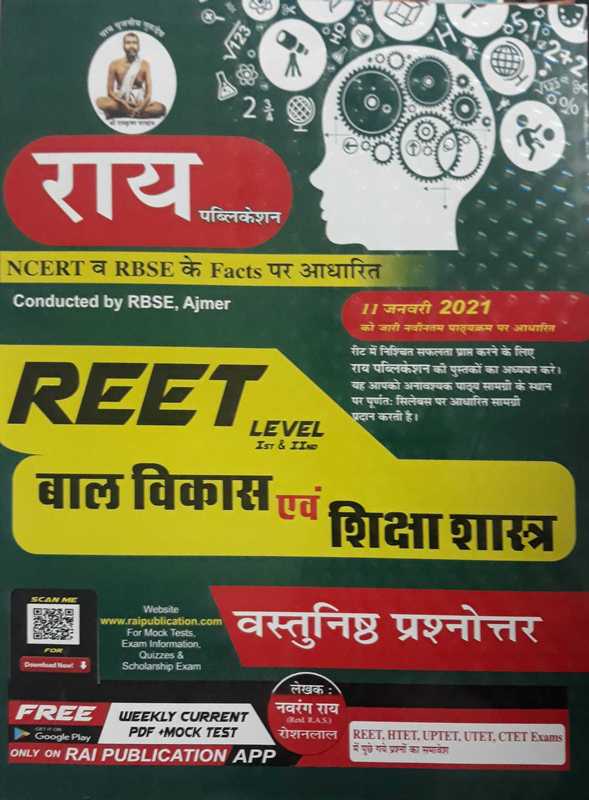 राय
पब्लिकेशन
NCERT व RBSE के Facts पर आधारित
Conducted by RBSE, Ajmer
11 जनवरी 2021
को जारी नवीनतम पाठ्यक्रम पर आधारित
रीट में निश्चित सफलता प्राप्त करने के लिए
राय पब्लिकेशन की पुस्तकों का अध्ययन करे।
यह आपको अनावश्यक पाठ्य सामग्री के स्थान
पर पूर्णतः सिलेबस पर आधारित सामग्री
प्रदान करती है।
REET
LEVEL
IST & IIND
बाल विकास एवं शिक्षा शास्त्र
SCAN ME
FOR
Download Now!
Website
www.raipublication.com
For Mock Tests,
Exam Information,
Quizzes &
Scholarship Exam
वस्तुनिष्ठ प्रश्नोत्तर
FREE
GET IT ON
Google Play
WEEKLY CURRENT
PDF +MOCK TEST
ONLY ON RAI PUBLICATION APP
लेखक :
नवरंग राय
(Retd. R.A.S.)
रोशनलाल
REET, HTET, UPTET, UTET, CTET Exams
में पूछे गये प्रश्नों का समावेश